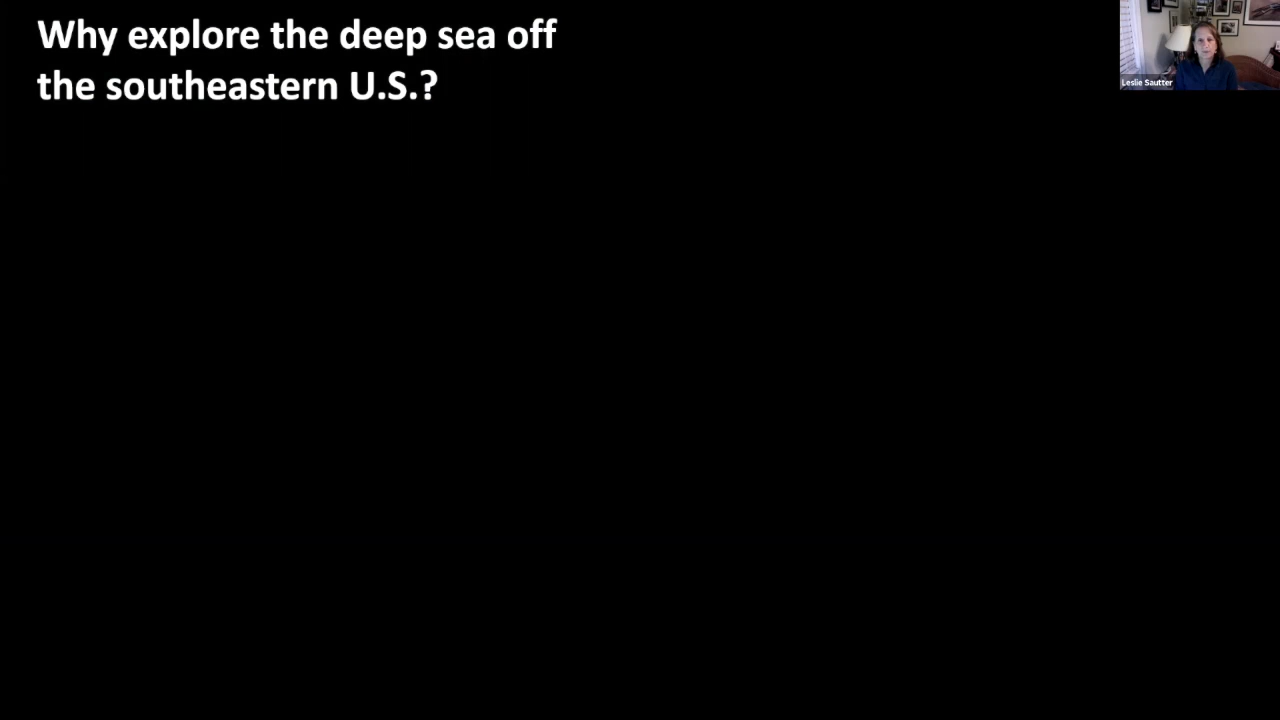 Why explore the deep sea off
the southeastern U.S.?
Leslie Sautter